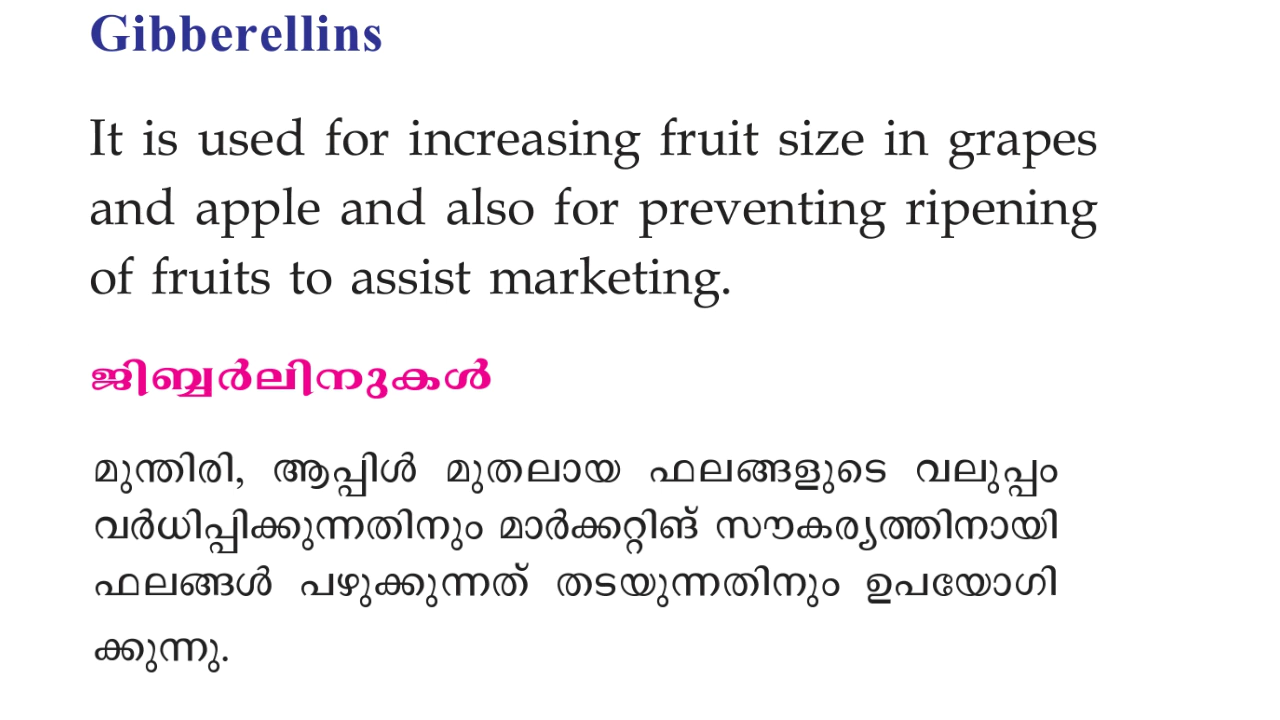 Gibberellins
It is used for increasing fruit size in grapes
and apple and also for preventing ripening
of fruits to assist marketing.
ജിബ്ബർലിനുകൾ
മുന്തിരി, ആപ്പിൾ മുതലായ ഫലങ്ങളുടെ വലുപ്പം
വർധിപ്പിക്കുന്നതിനും മാർക്കറ്റിങ് സൗകര്യത്തിനായി
ഫലങ്ങൾ പഴുക്കുന്നത് തടയുന്നതിനും ഉപയോഗി
ക്കുന്നു.